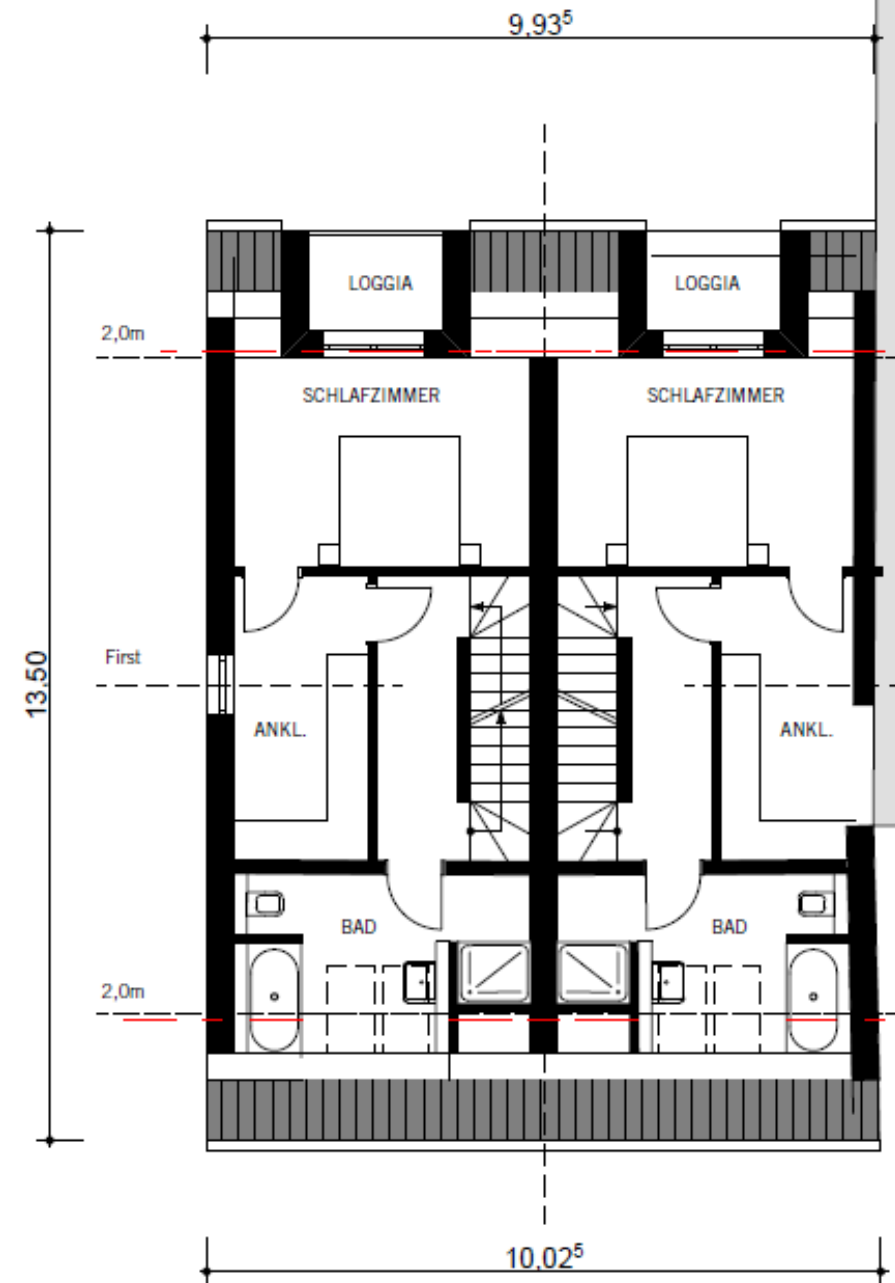 9,93⁵
LOGGIA LOGGIA
2,0m
SCHLAFZIMMER SCHLAFZIMMER
13,50
First
ANKL. ANKL.
BAD BAD
2,0m
10,02⁵